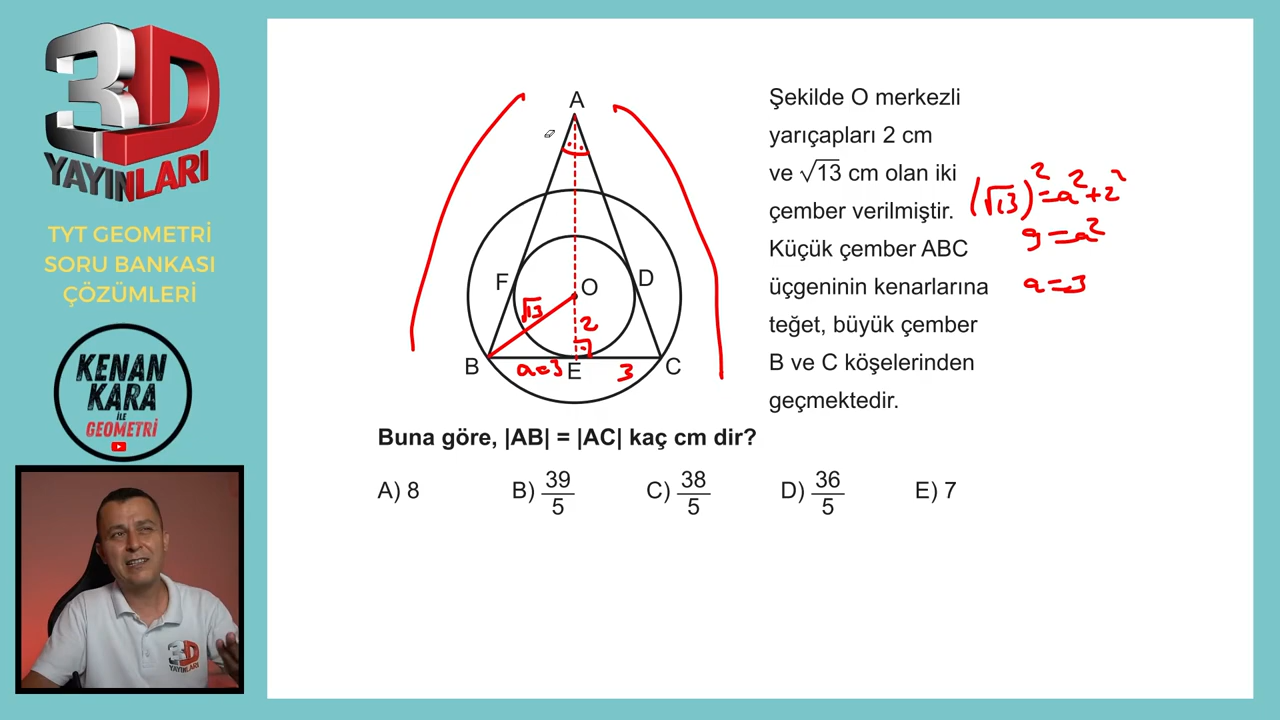 3D
YAYINLARI
TYT GEOMETRİ
SORU BANKASI
ÇÖZÜMLERİ
KENAN
KARA
İLE
GEOMETRİ
3D
YAYINLARI
A
F
O
D
B
E
C
√13
2
a=3
3
Şekilde O merkezli
yarıçapları 2 cm
ve √13 cm olan iki
çember verilmiştir.
Küçük çember ABC
üçgeninin kenarlarına
teğet, büyük çember
B ve C köşelerinden
geçmektedir.
(√13)² = a² + 2²
9 = a²
a = 3
Buna göre, |AB| = |AC| kaç cm dir?
A) 8 B) 39/5 C) 38/5 D) 36/5 E) 7